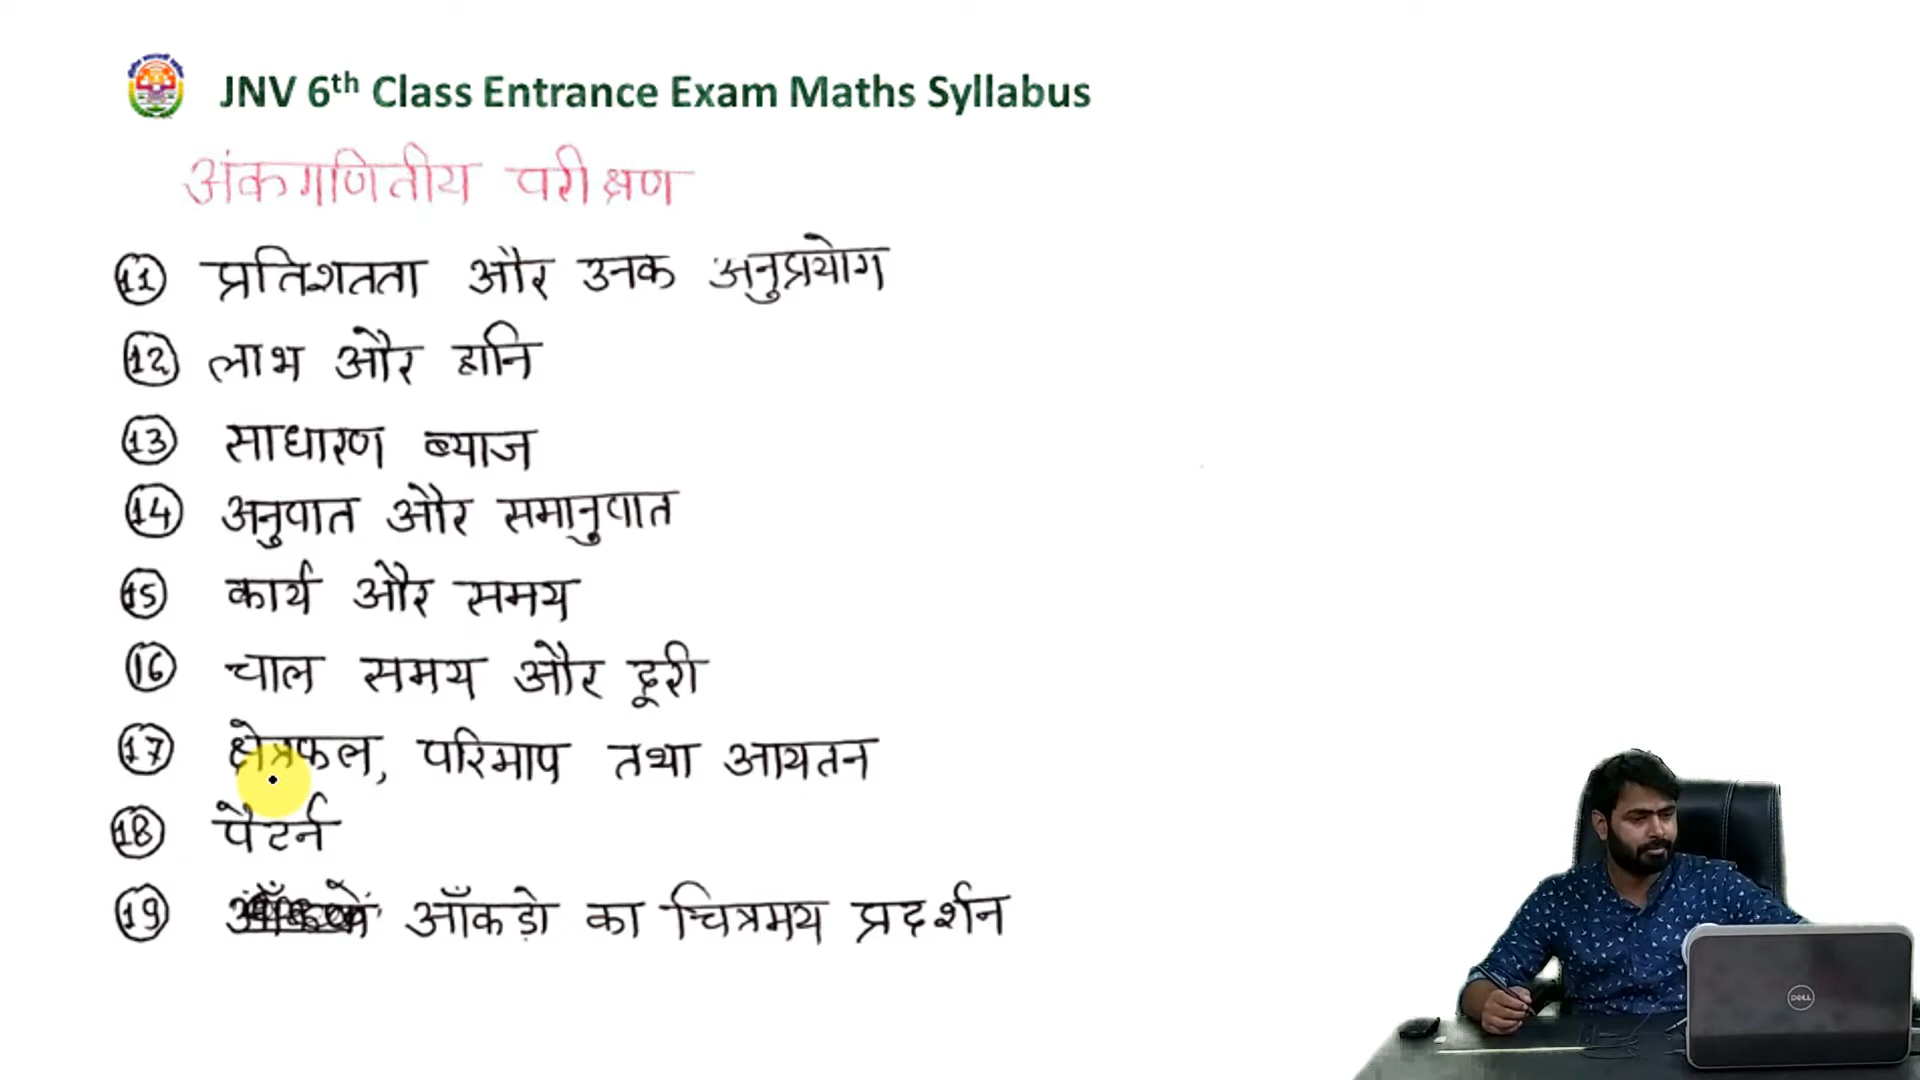 JNV 6th Class Entrance Exam Maths Syllabus
अंकगणितीय परीक्षण
11 प्रतिशतता और उनक अनुप्रयोग
12 लाभ और हानि
13 साधारण ब्याज
14 अनुपात और समानुपात
15 कार्य और समय
16 चाल समय और दूरी
17 क्षेत्रफल, परिमाप तथा आयतन
18 पैटर्न
19 आँकड़ो का चित्रमय प्रदर्शन
DELL